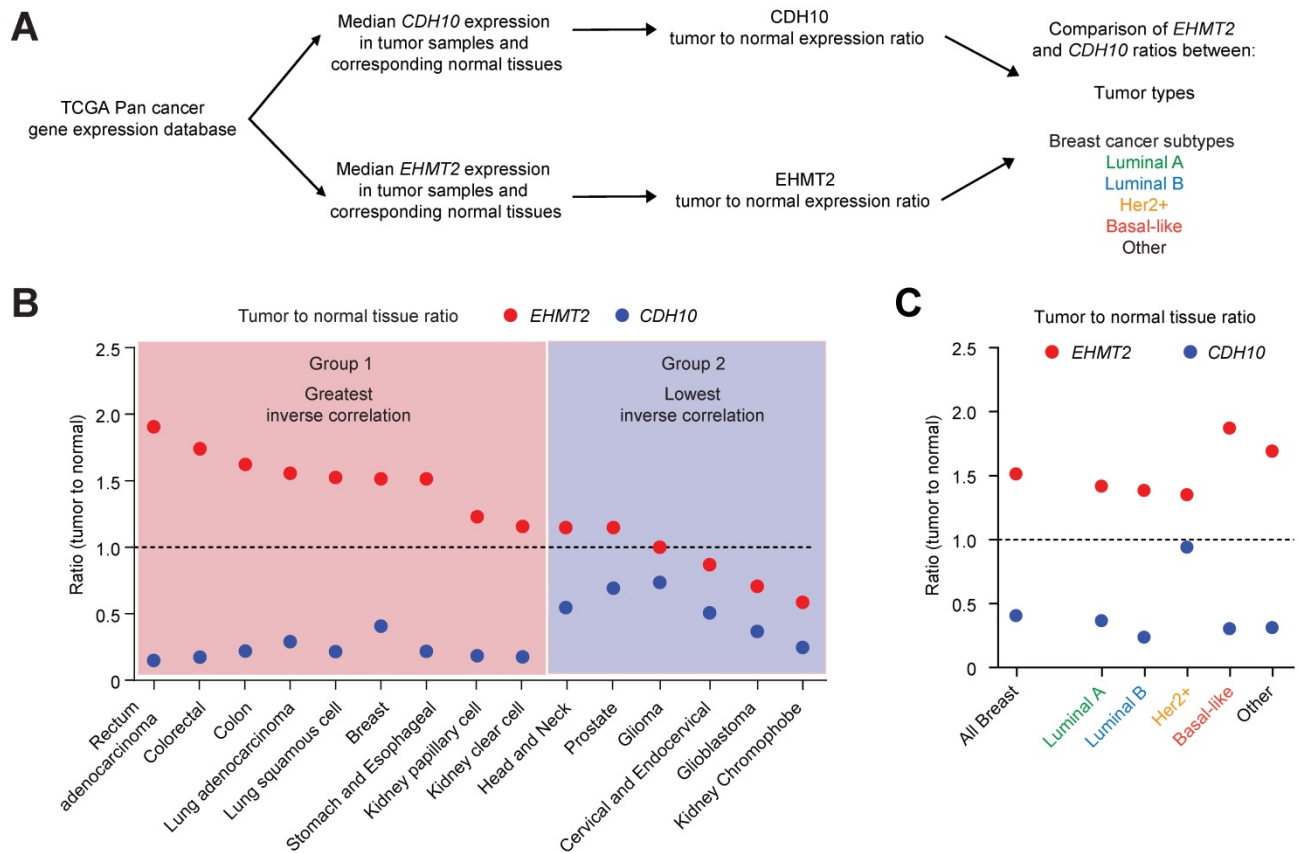 A
TCGA Pan cancer
gene expression database
Median CDH10 expression
in tumor samples and
corresponding normal tissues
CDH10
tumor to normal expression ratio
Median EHMT2 expression
in tumor samples and
corresponding normal tissues
EHMT2
tumor to normal expression ratio
Comparison of EHMT2
and CDH10 ratios between:
Tumor types
Breast cancer subtypes
Luminal A
Luminal B
Her2+
Basal-like
Other
B
Tumor to normal tissue ratio EHMT2 CDH10
Group 1
Greatest
inverse correlation
Group 2
Lowest
inverse correlation
Ratio (tumor to normal)
2.5
2.0
1.5
1.0
0.5
0
Rectum
adenocarcinoma
Colorectal
Colon
Lung adenocarcinoma
Lung squamous cell
Breast
Stomach and Esophageal
Kidney papillary cell
Kidney clear cell
Head and Neck
Prostate
Glioma
Cervical and Endocervical
Glioblastoma
Kidney Chromophobe
C
Tumor to normal tissue ratio
EHMT2 CDH10
Ratio (tumor to normal)
2.5
2.0
1.5
1.0
0.5
0
All Breast
Luminal A
Luminal B
Her2+
Basal-like
Other